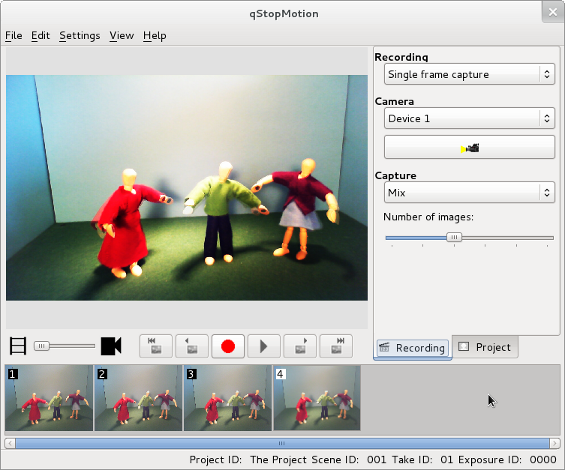 qStopMotion
File Edit Settings View Help
Recording
Single frame capture
Camera
Device 1
Capture
Mix
Number of images:
Recording
Project
1
2
3
4
Project ID: The Project Scene ID: 001 Take ID: 01 Exposure ID: 0000